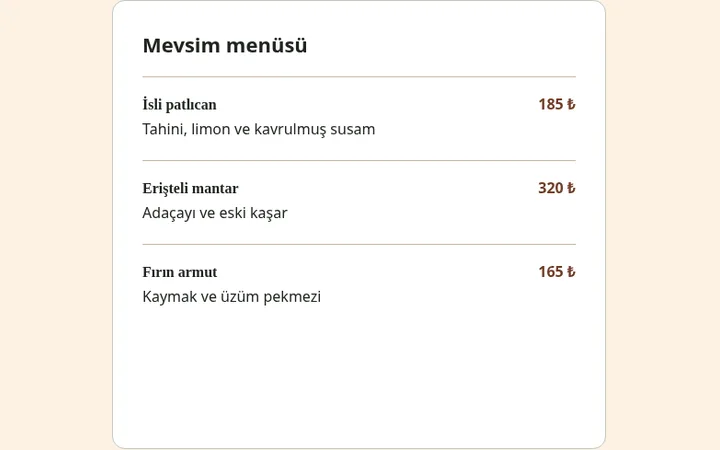 Mevsim menüsü
İsli patlıcan 185 ₺
Tahini, limon ve kavrulmuş susam
Erişteli mantar 320 ₺
Adaçayı ve eski kaşar
Fırın armut 165 ₺
Kaymak ve üzüm pekmezi